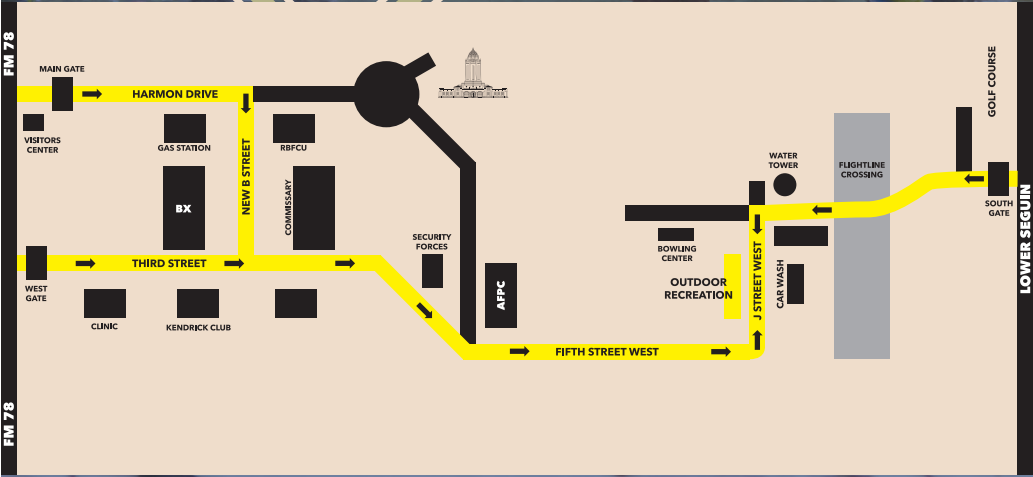 FM 78
MAIN GATE
HARMON DRIVE
VISITORS
CENTER
GAS STATION
RBFCU
NEW B STREET
BX
COMMISSARY
THIRD STREET
WEST
GATE
CLINIC
KENDRICK CLUB
SECURITY
FORCES
AFPC
FIFTH STREET WEST
FM 78
GOLF COURSE
WATER
TOWER
FLIGHTLINE
CROSSING
SOUTH
GATE
LOWER SEGUIN
BOWLING
CENTER
OUTDOOR
RECREATION
J STREET WEST
CAR WASH